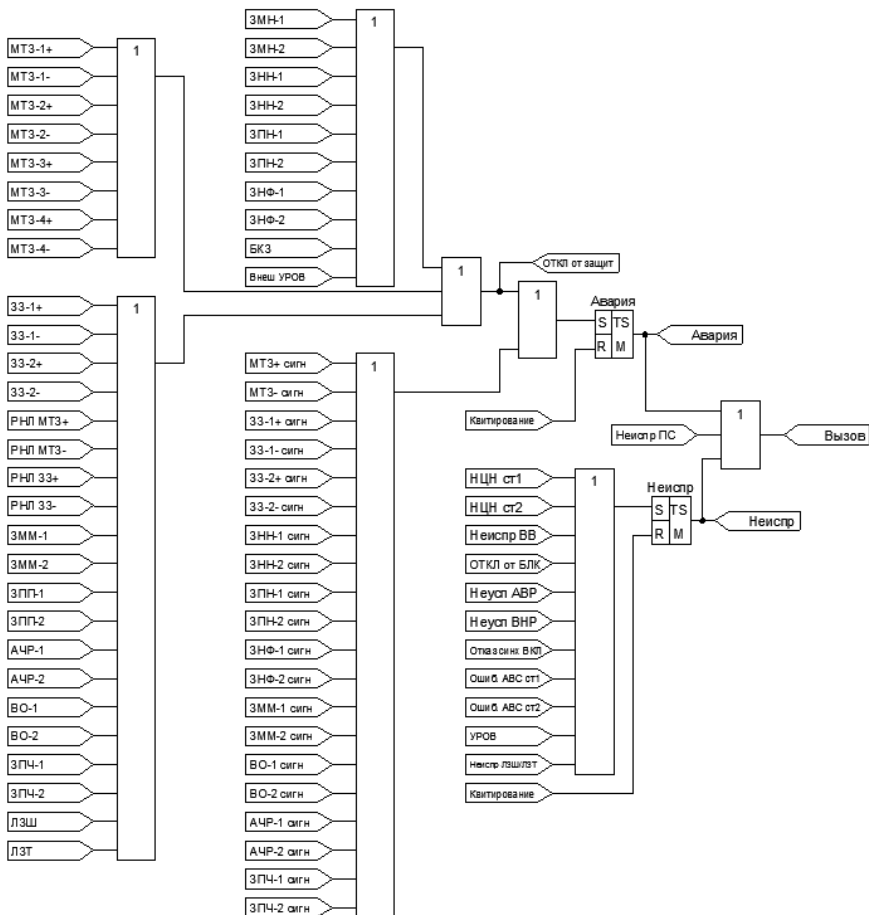 МТЗ-1+
МТЗ-1-
МТЗ-2+
МТЗ-2-
МТЗ-3+
МТЗ-3-
МТЗ-4+
МТЗ-4-
1
ЗЗ-1+
ЗЗ-1-
ЗЗ-2+
ЗЗ-2-
РНЛ МТЗ+
РНЛ МТЗ-
РНЛ ЗЗ+
РНЛ ЗЗ-
ЗММ-1
ЗММ-2
ЗПП-1
ЗПП-2
АЧР-1
АЧР-2
ВО-1
ВО-2
ЗПЧ-1
ЗПЧ-2
ЛЗШ
ЛЗТ
1
ЗМН-1
ЗМН-2
ЗНН-1
ЗНН-2
ЗПН-1
ЗПН-2
ЗНФ-1
ЗНФ-2
БКЗ
Внеш УРОВ
1
МТЗ+ сигн
МТЗ- сигн
ЗЗ-1+ сигн
ЗЗ-1- сигн
ЗЗ-2+ сигн
ЗЗ-2- сигн
ЗНН-1 сигн
ЗНН-2 сигн
ЗПН-1 сигн
ЗПН-2 сигн
ЗНФ-1 сигн
ЗНФ-2 сигн
ЗММ-1 сигн
ЗММ-2 сигн
ВО-1 сигн
ВО-2 сигн
АЧР-1 сигн
АЧР-2 сигн
ЗПЧ-1 сигн
ЗПЧ-2 сигн
1
1
ОТКЛ от защит
1
Авария
S TS
R M
Авария
Квитирование
Неиспр ПС
1
Вызов
НЦН ст1
НЦН ст2
Неиспр ВВ
ОТКЛ от БЛК
Неусп АВР
Неусп ВНР
Отказ синх ВКЛ
Ошиб. АВС ст1
Ошиб. АВС ст2
УРОВ
Неиспр ЛЗШ/ЛЗТ
Квитирование
1
Неиспр
S TS
R M
Неиспр